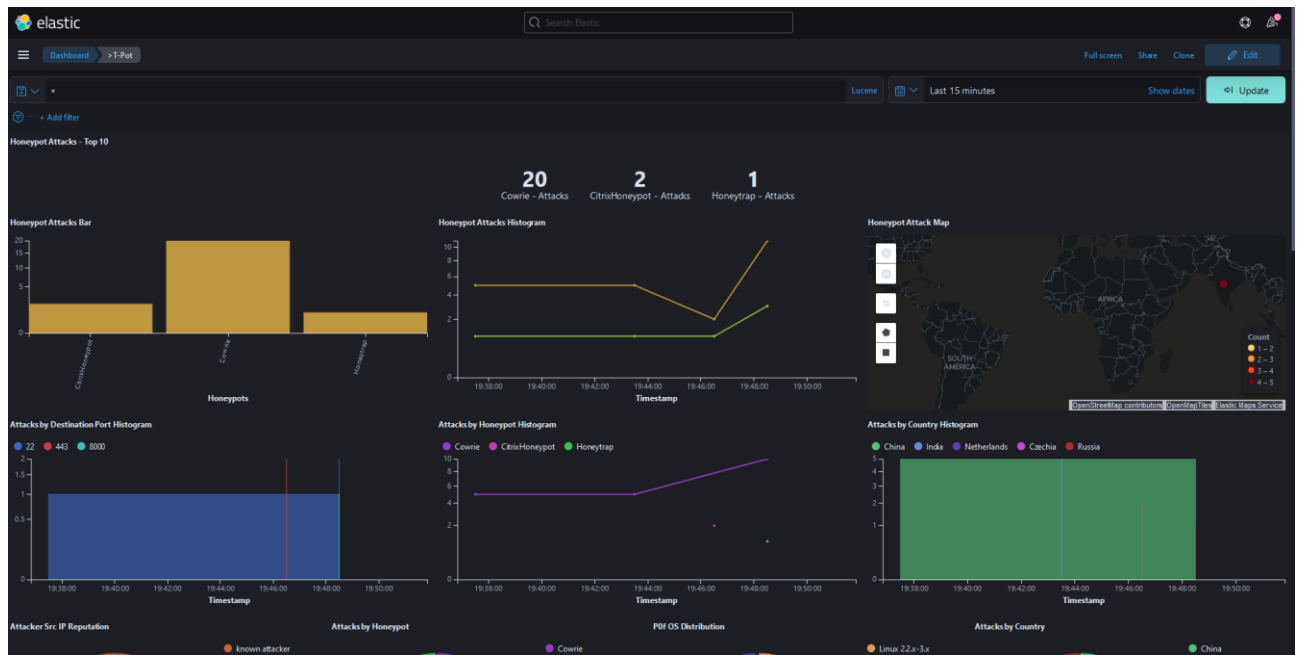 elastic
Search Elastic
Dashboard >T-Pot
Full screen Share Clone Edit
* Lucene Last 15 minutes Show dates Update
+ Add filter
Honeypot Attacks - Top 10
20 2 1
Cowrie - Attacks CitrixHoneypot - Attacks Honeytrap - Attacks
Honeypot Attacks Bar
20
15
10
5
0
CitrixHoneypot Cowrie Honeytrap
Honeypots
Honeypot Attacks Histogram
10
8
6
4
2
0
19:38:00 19:40:00 19:42:00 19:44:00 19:46:00 19:48:00 19:50:00
Timestamp
Honeypot Attack Map
AFRICA
SOUTH
AMERICA
Count
1 – 2
2 – 3
3 – 4
4 – 5
OpenStreetMap contributors OpenMapTiles Elastic Maps Service
Attacks by Destination Port Histogram
22 443 8000
2
1.5
1
0.5
0
19:38:00 19:40:00 19:42:00 19:44:00 19:46:00 19:48:00 19:50:00
Timestamp
Attacks by Honeypot Histogram
Cowrie CitrixHoneypot Honeytrap
10
8
6
4
2
0
19:38:00 19:40:00 19:42:00 19:44:00 19:46:00 19:48:00 19:50:00
Timestamp
Attacks by Country Histogram
China India Netherlands Czechia Russia
5
4
3
2
1
0
19:38:00 19:40:00 19:42:00 19:44:00 19:46:00 19:48:00 19:50:00
Timestamp
Attacker Src IP Reputation Attacks by Honeypot P0f OS Distribution Attacks by Country
known attacker Cowrie Linux 2.2.x-3.x China